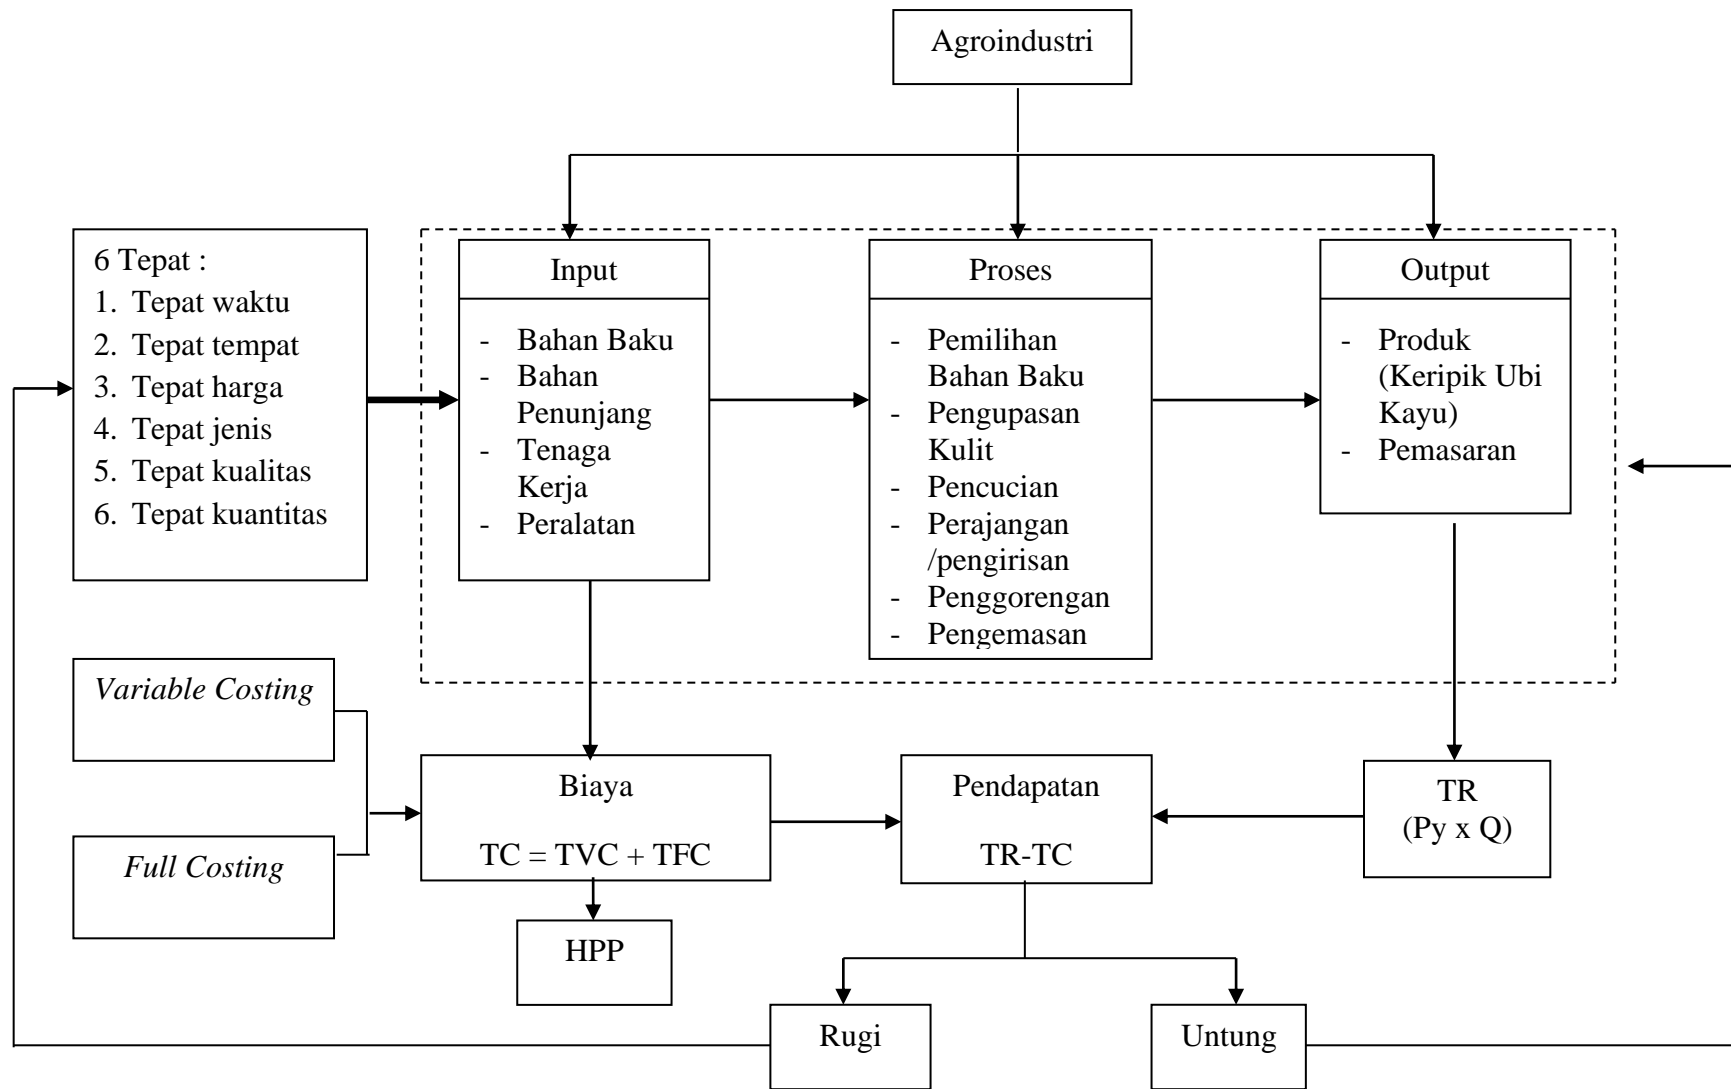 Agroindustri
6 Tepat :
1. Tepat waktu
2. Tepat tempat
3. Tepat harga
4. Tepat jenis
5. Tepat kualitas
6. Tepat kuantitas
Input
- Bahan Baku
- Bahan
Penunjang
- Tenaga
Kerja
- Peralatan
Proses
- Pemilihan
Bahan Baku
- Pengupasan
Kulit
- Pencucian
- Perajangan
/pengirisan
- Penggorengan
- Pengemasan
Output
- Produk
(Keripik Ubi
Kayu)
- Pemasaran
Variable Costing
Full Costing
Biaya
TC = TVC + TFC
Pendapatan
TR-TC
TR
(Py x Q)
HPP
Rugi
Untung